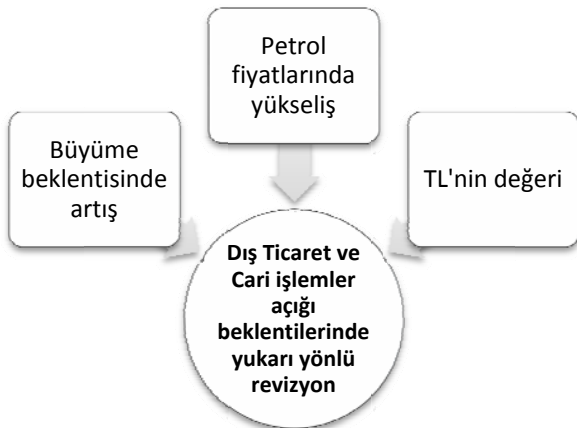 Petrol
fiyatlarında
yükseliş
Büyüme
beklentisinde
artış
TL'nin değeri
Dış Ticaret ve
Cari işlemler
açığı
beklentilerinde
yukarı yönlü
revizyon